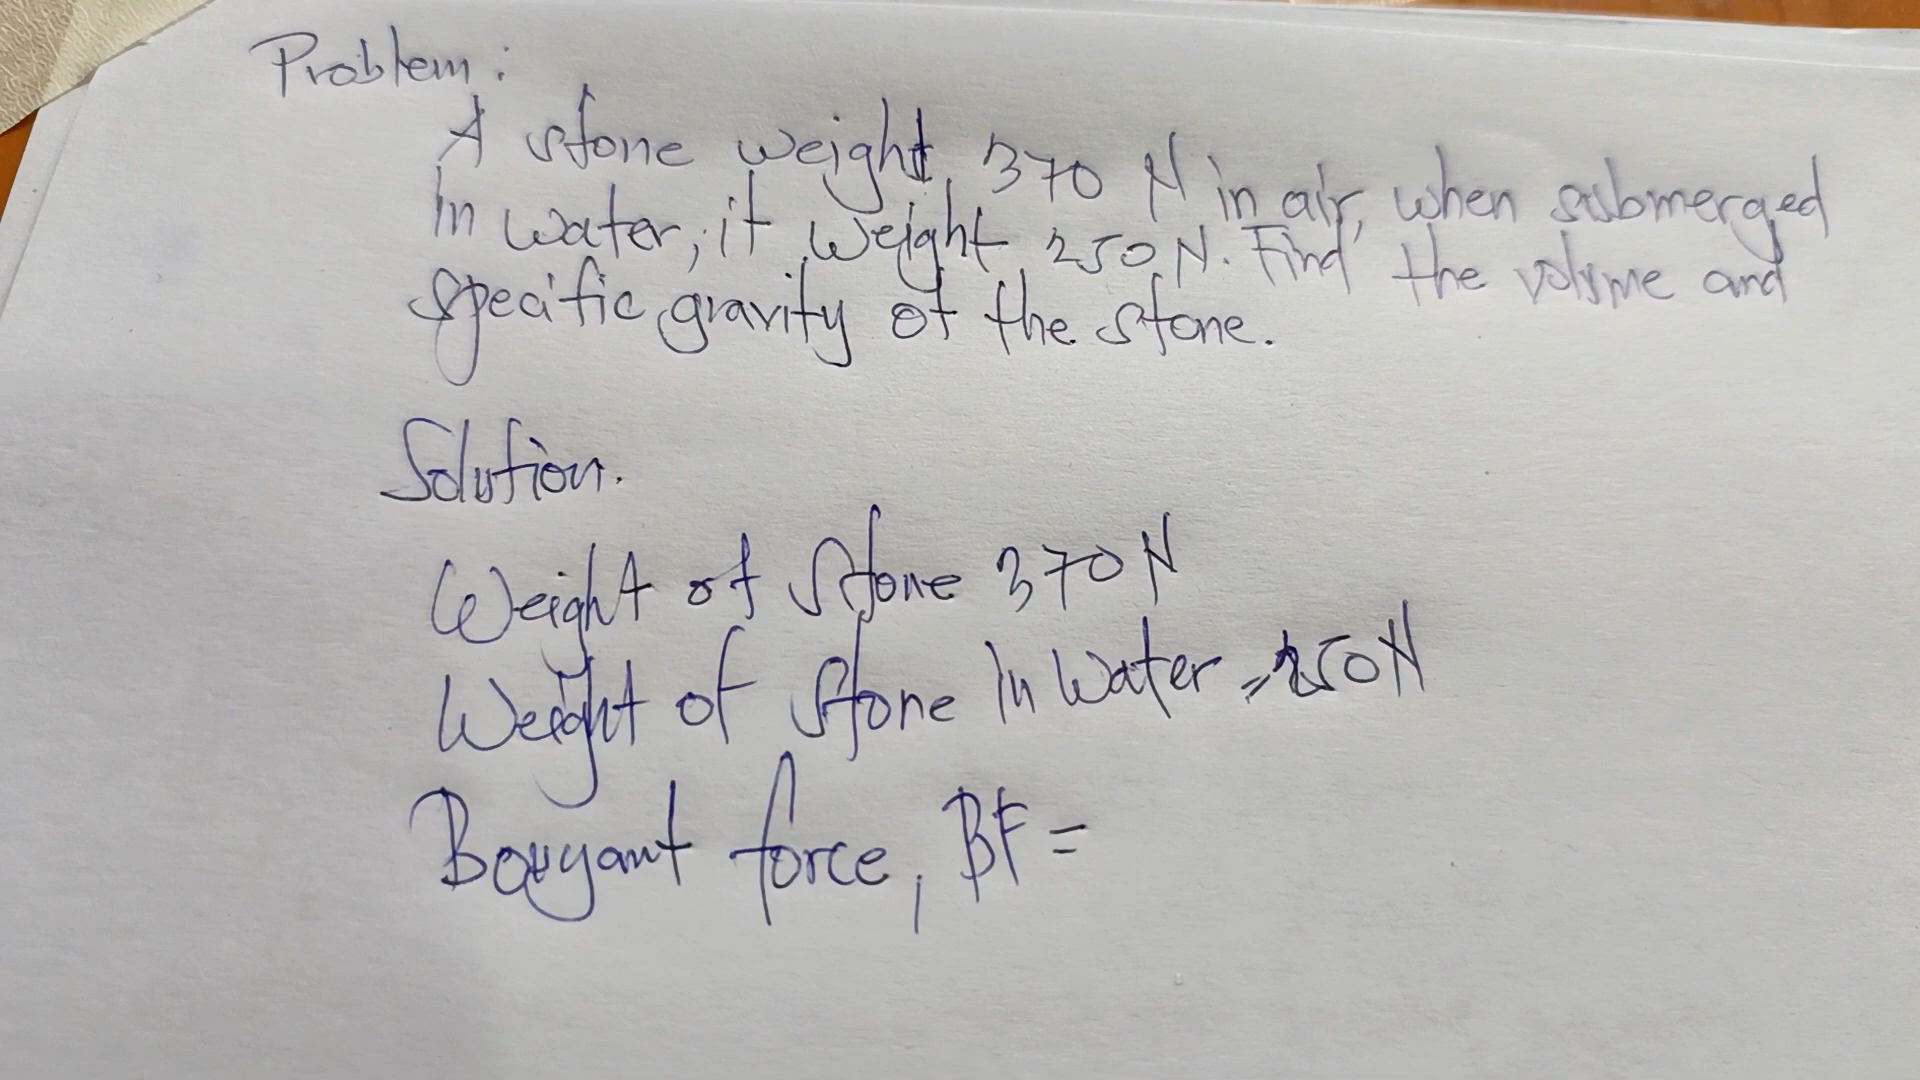 Problem:
A stone weight 370 N in air, when submerged
In water, it weight 250 N. Find the volume and
specific gravity of the stone.
Solution.
Weight of stone 370 N
Weight of stone In Water = 250 N
Bouyant force, BF =